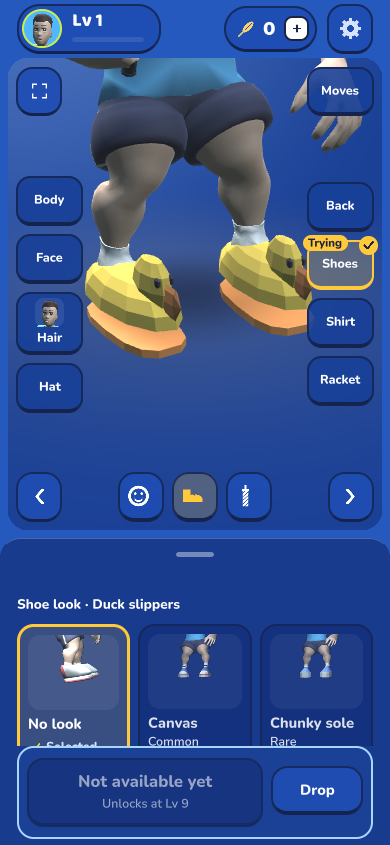 Lv 1
0
+
Moves
Body
Back
Trying
Face
Shoes
Hair
Shirt
Hat
Racket
Shoe look · Duck slippers
No look
Canvas
Chunky sole
✓ Selected
Common
Rare
Not available yet
Unlocks at Lv 9
Drop